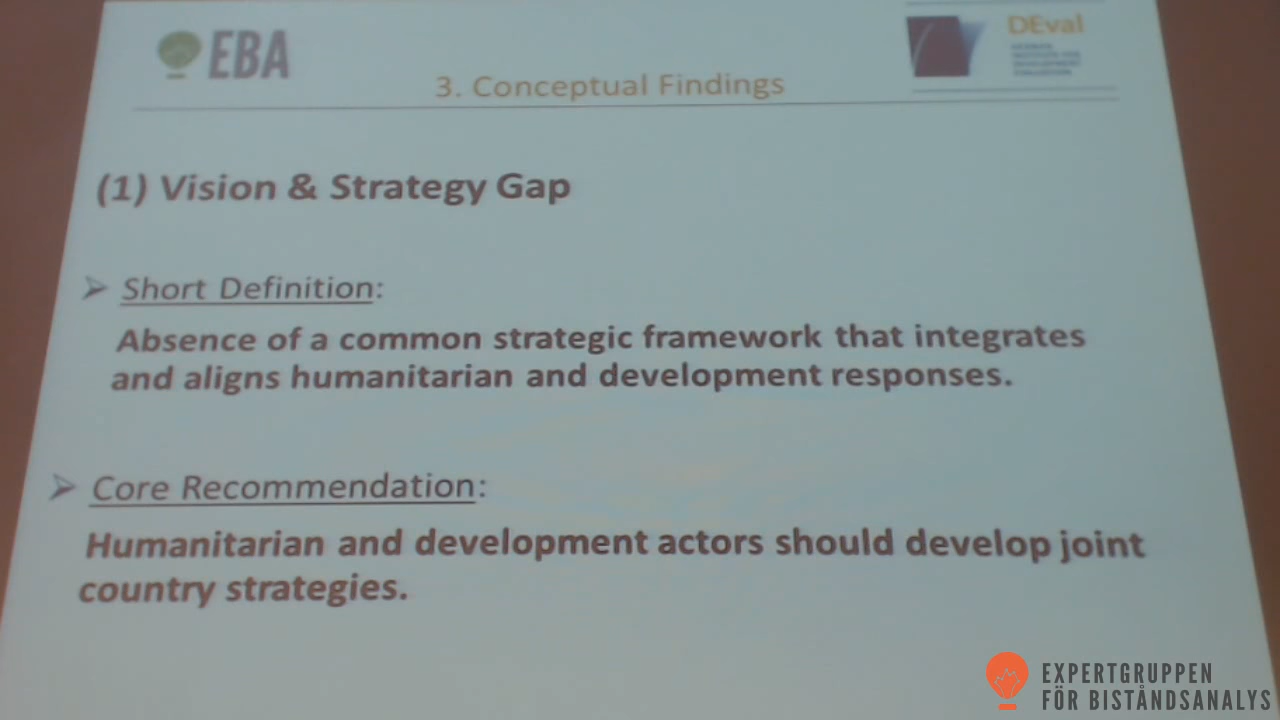 EBA
DEval
3. Conceptual Findings
(1) Vision & Strategy Gap
Short Definition:
Absence of a common strategic framework that integrates
and aligns humanitarian and development responses.
Core Recommendation:
Humanitarian and development actors should develop joint
country strategies.
EXPERTGRUPPEN
FÖR BISTÅNDSANALYS